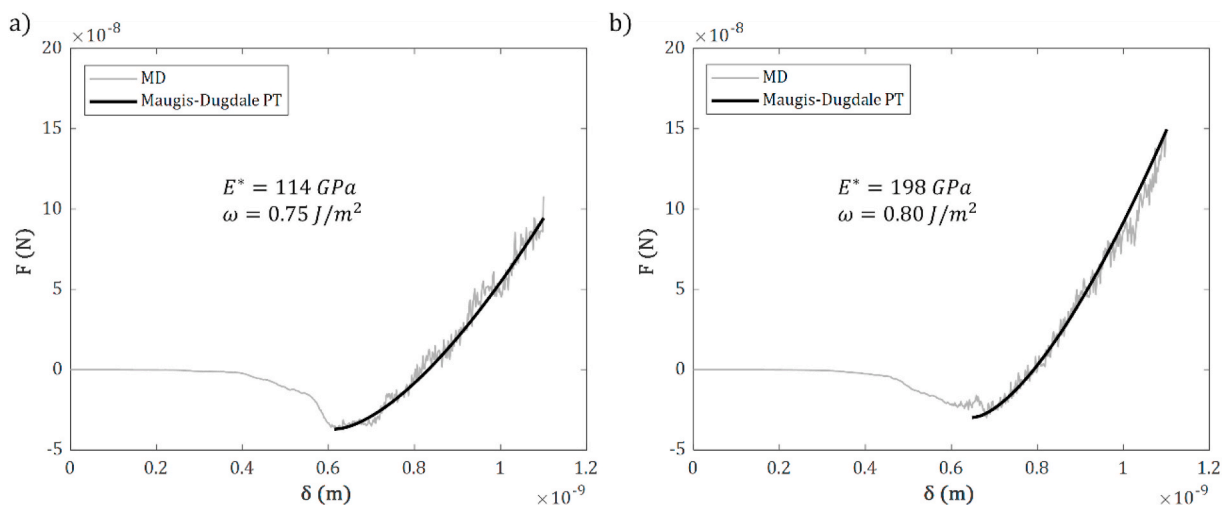 a)
×10⁻⁸
20
15
10
5
0
-5
F (N)
MD
Maugis-Dugdale PT
E* = 114 GPa
ω = 0.75 J/m²
0 0.2 0.4 0.6 0.8 1 1.2
δ (m)
×10⁻⁹
b)
×10⁻⁸
20
15
10
5
0
-5
F (N)
MD
Maugis-Dugdale PT
E* = 198 GPa
ω = 0.80 J/m²
0 0.2 0.4 0.6 0.8 1 1.2
δ (m)
×10⁻⁹